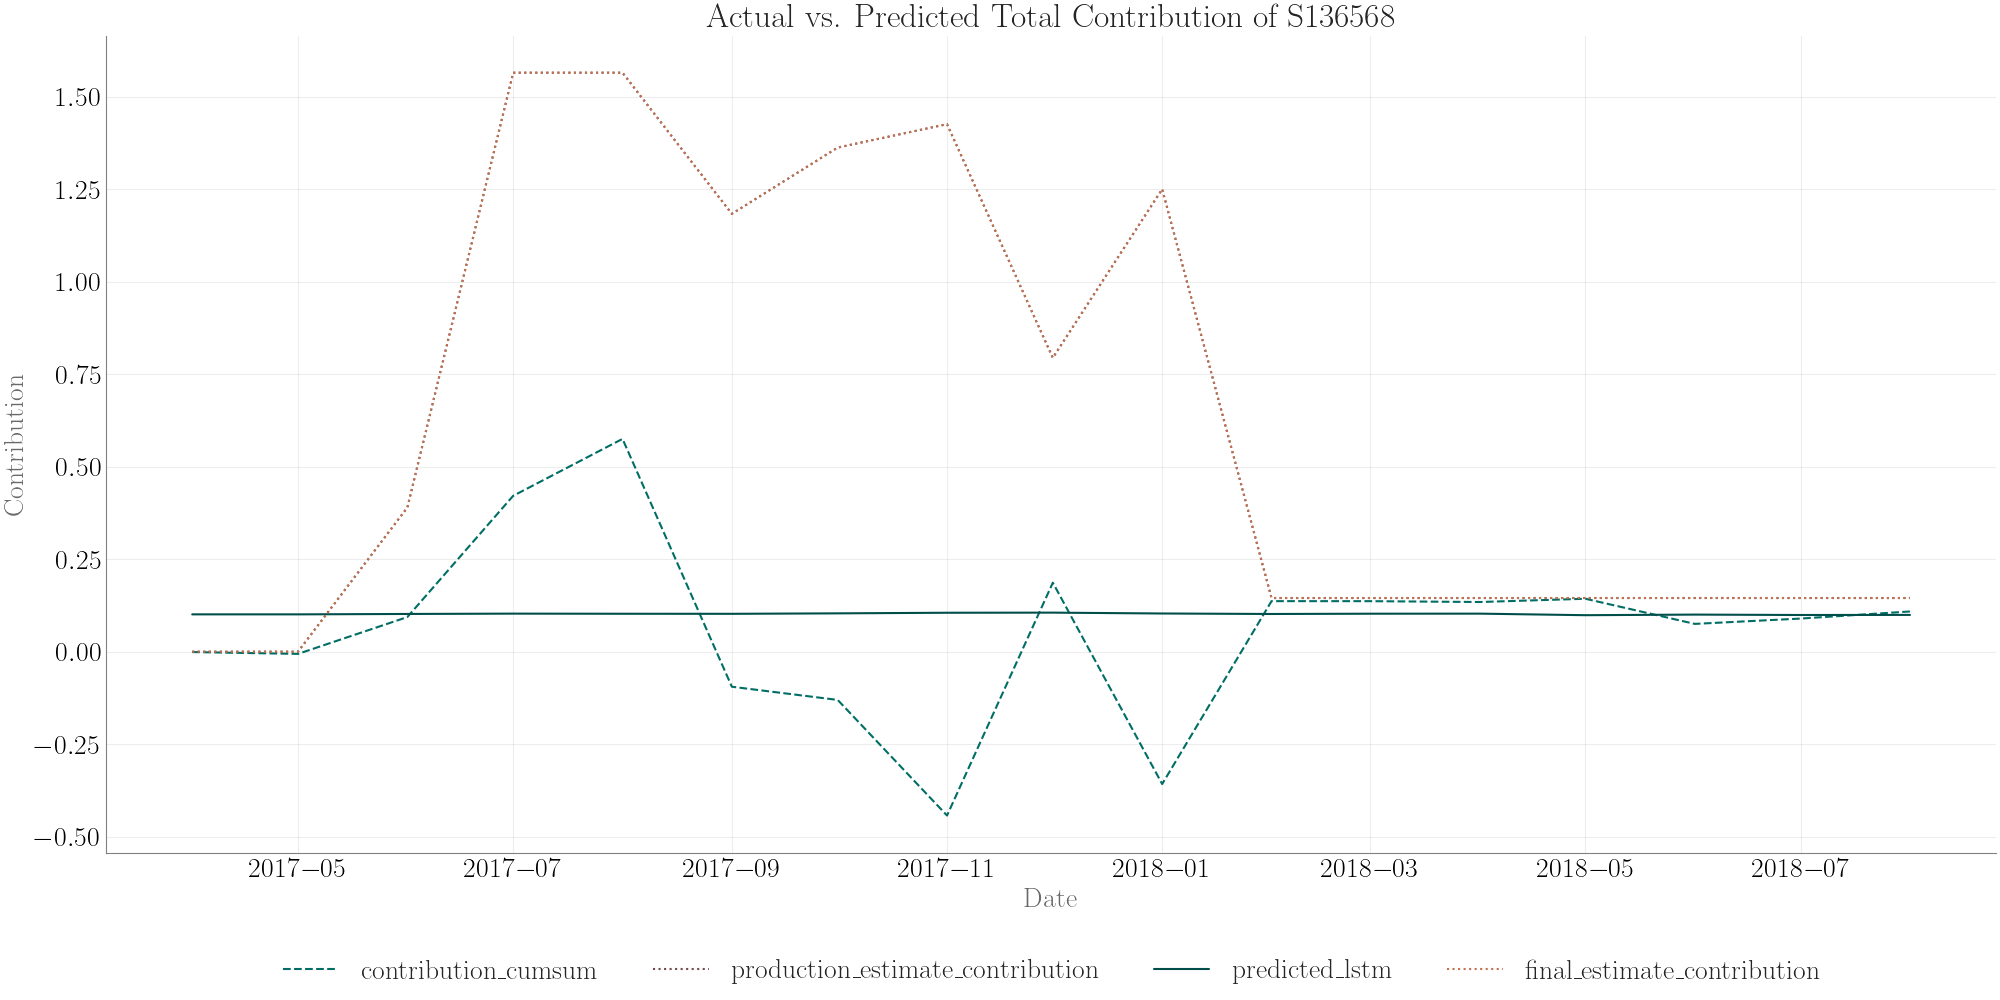 Actual vs. Predicted Total Contribution of S136568
Contribution
1.50
1.25
1.00
0.75
0.50
0.25
0.00
−0.25
−0.50
2017−05 2017−07 2017−09 2017−11 2018−01 2018−03 2018−05 2018−07
Date
contribution_cumsum production_estimate_contribution predicted_lstm final_estimate_contribution